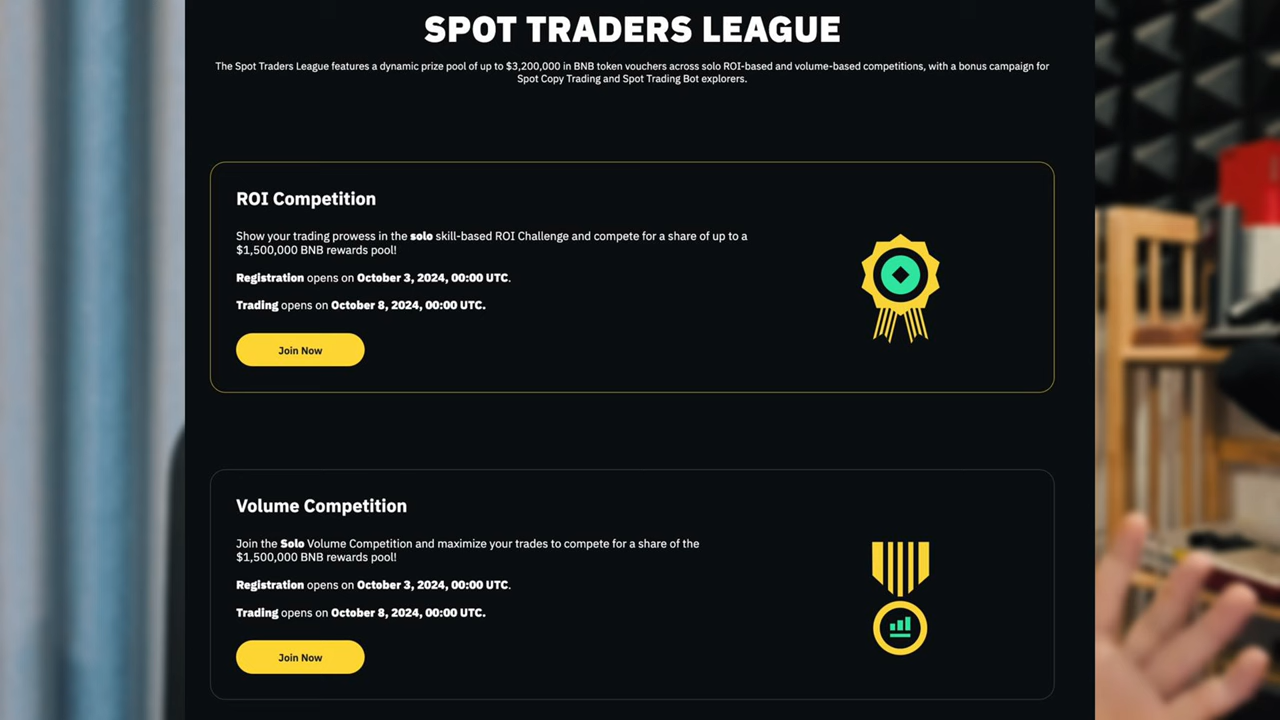 SPOT TRADERS LEAGUE
The Spot Traders League features a dynamic prize pool of up to $3,200,000 in BNB token vouchers across solo ROI-based and volume-based competitions, with a bonus campaign for
Spot Copy Trading and Spot Trading Bot explorers.
ROI Competition
Show your trading prowess in the solo skill-based ROI Challenge and compete for a share of up to a
$1,500,000 BNB rewards pool!
Registration opens on October 3, 2024, 00:00 UTC.
Trading opens on October 8, 2024, 00:00 UTC.
Join Now
Volume Competition
Join the Solo Volume Competition and maximize your trades to compete for a share of the
$1,500,000 BNB rewards pool!
Registration opens on October 3, 2024, 00:00 UTC.
Trading opens on October 8, 2024, 00:00 UTC.
Join Now